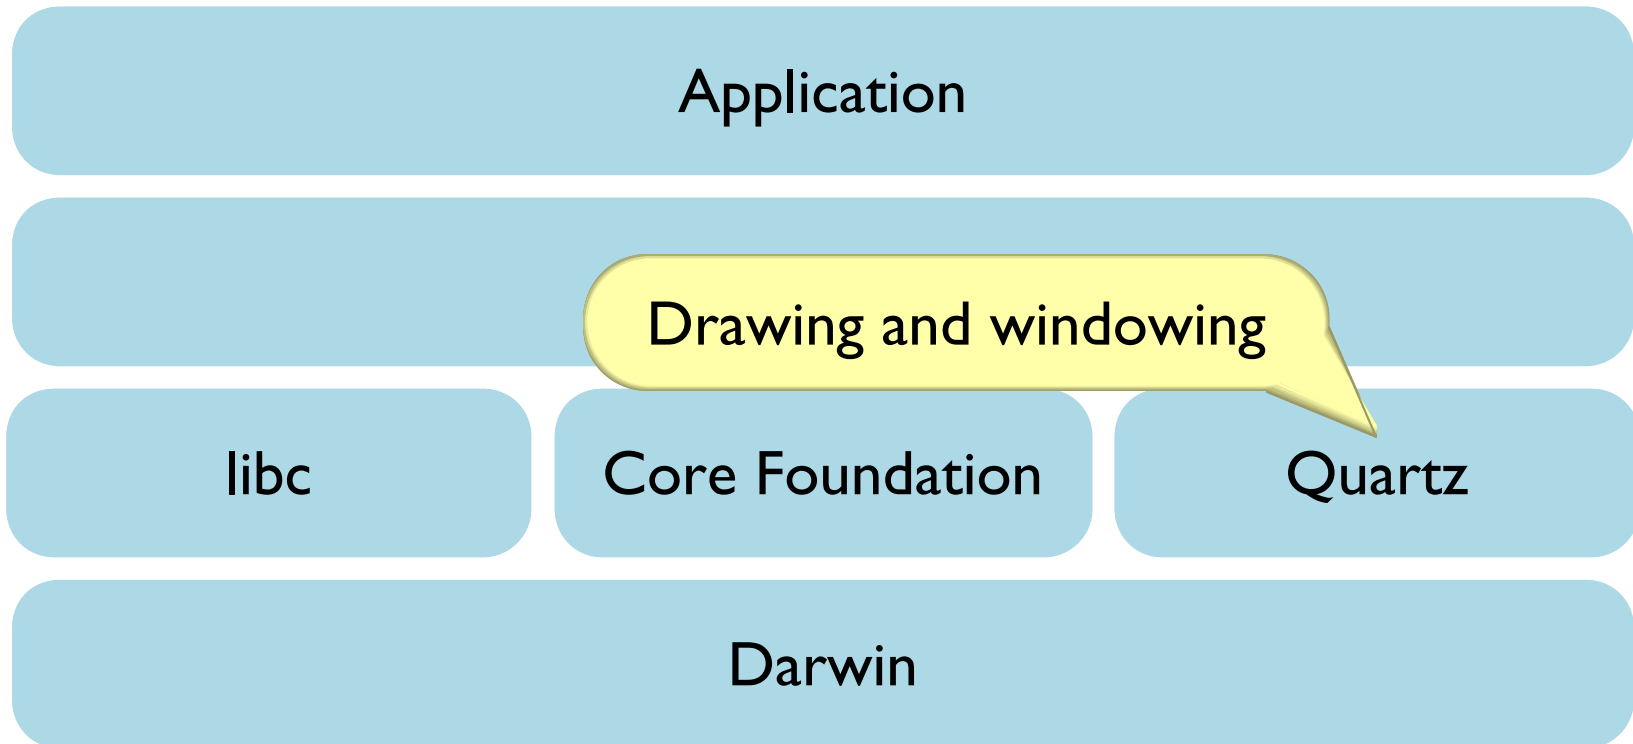 Application
Drawing and windowing
libc
Core Foundation
Quartz
Darwin